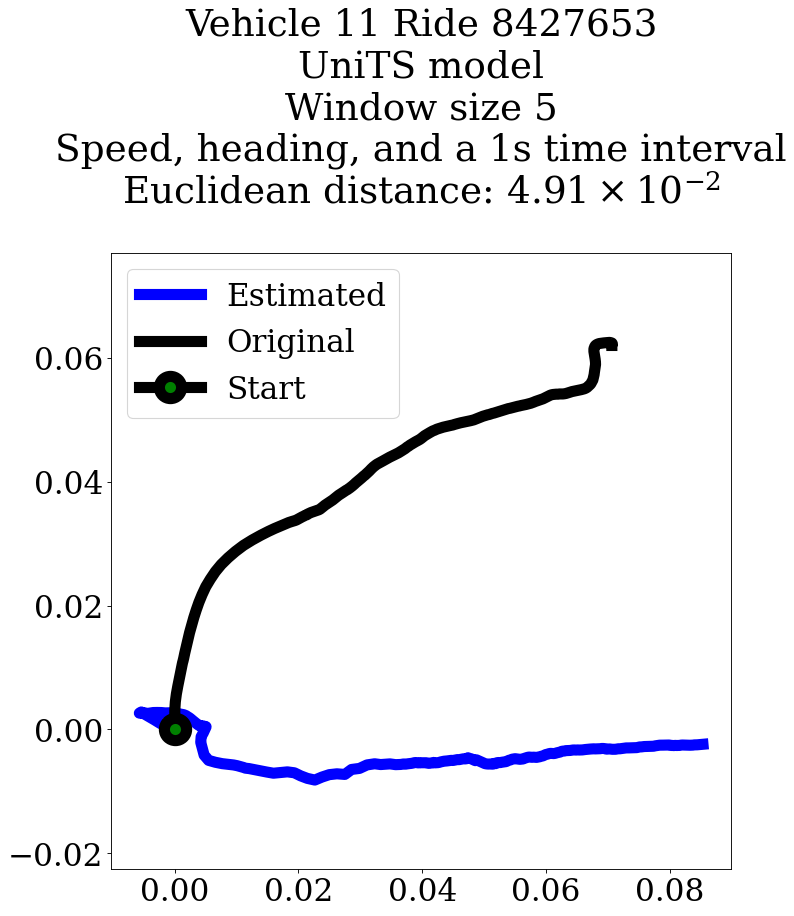 Vehicle 11 Ride 8427653
UniTS model
Window size 5
Speed, heading, and a 1s time interval
Euclidean distance: 4.91 × 10⁻²
Estimated
Original
Start
0.06
0.04
0.02
0.00
−0.02
0.00 0.02 0.04 0.06 0.08